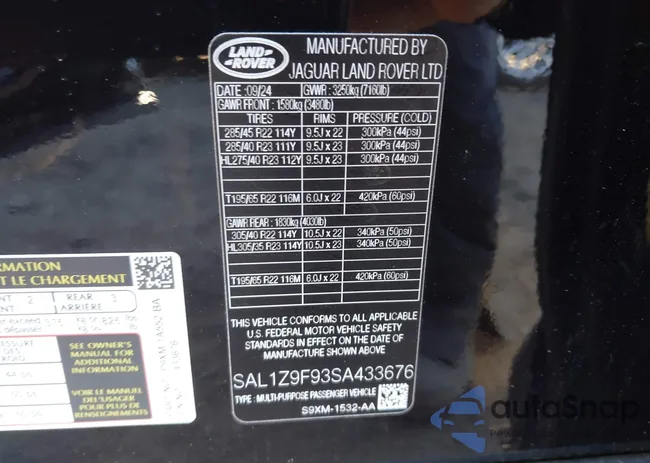 LAND-
ROVER
MANUFACTURED BY
JAGUAR LAND ROVER LTD
DATE :09/24 GVWR : 3250kg (7160lb)
GAWR FRONT : 1580kg (3480lb)
TIRES RIMS PRESSURE (COLD)
285/45 R22 114Y 9.5J x 22 300kPa (44psi)
285/40 R23 111Y 9.5J x 23 300kPa (44psi)
HL275/40 R23 112Y 9.5J x 23 300kPa (44psi)
T195/65 R22 116M 6.0J x 22 420kPa (60psi)
GAWR REAR : 1830kg (4030lb)
305/40 R22 114Y 10.5J x 22 340kPa (50psi)
HL305/35 R23 114Y 10.5J x 23 340kPa (50psi)
T195/65 R22 116M 6.0J x 22 420kPa (60psi)
THIS VEHICLE CONFORMS TO ALL APPLICABLE
U.S. FEDERAL MOTOR VEHICLE SAFETY
STANDARDS IN EFFECT ON THE DATE OF
MANUFACTURE SHOWN ABOVE
SAL1Z9F93SA433676
TYPE : MULTI-PURPOSE PASSENGER VEHICLE
S9XM-1532-AA
ORMATION
ET LE CHARGEMENT
NT 2 REAR 3
ARRIÈRE
SEE OWNER'S
MANUAL FOR
ADDITIONAL
INFORMATION
VOIR LE MANUEL
DE L'USAGER
POUR PLUS DE
RENSEIGNEMENTS
autoSnap